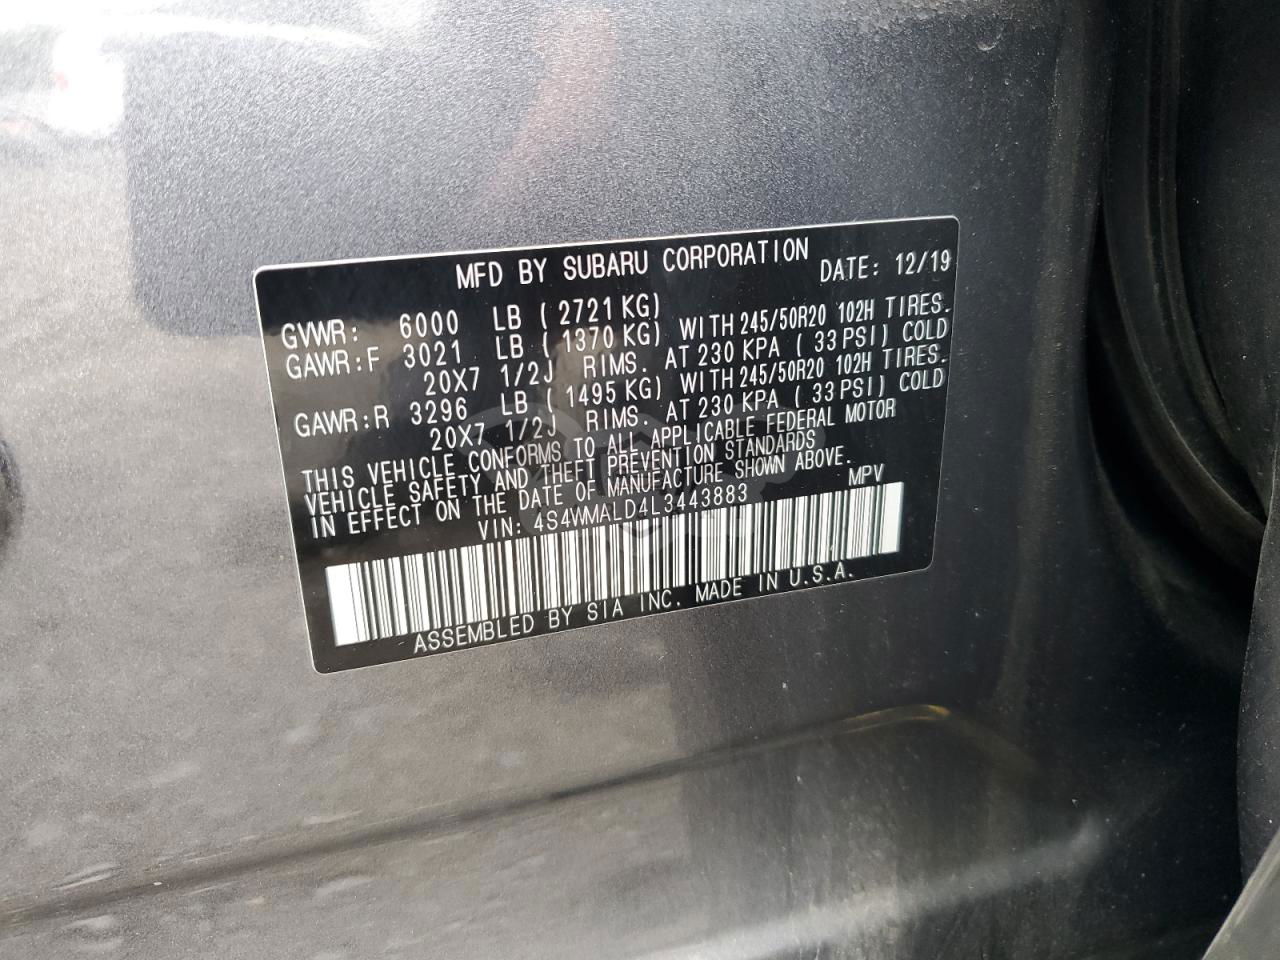 MFD BY SUBARU CORPORATION DATE: 12/19
GVWR: 6000 LB ( 2721 KG)
GAWR:F 3021 LB ( 1370 KG) WITH 245/50R20 102H TIRES.
20X7 1/2J RIMS. AT 230 KPA ( 33 PSI) COLD
GAWR:R 3296 LB ( 1495 KG) WITH 245/50R20 102H TIRES.
20X7 1/2J RIMS. AT 230 KPA ( 33 PSI) COLD
THIS VEHICLE CONFORMS TO ALL APPLICABLE FEDERAL MOTOR
VEHICLE SAFETY AND THEFT PREVENTION STANDARDS
IN EFFECT ON THE DATE OF MANUFACTURE SHOWN ABOVE.
VIN: 4S4WMALD4L3443883 MPV
ASSEMBLED BY SIA INC. MADE IN U.S.A.